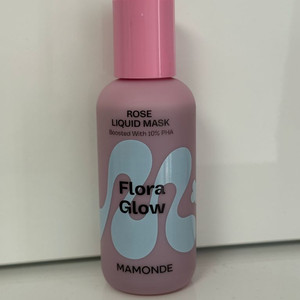 ROSE
LIQUID MASK
Boosted With 10% PHA
Flora
Glow
MAMONDE